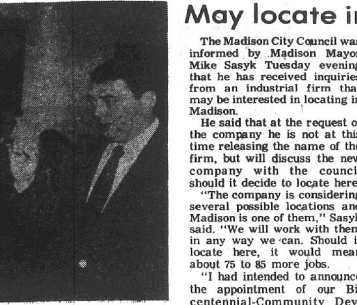 May locate in
The Madison City Council was
informed by Madison Mayor
Mike Sasyk Tuesday evening
that he has received inquiries
from an industrial firm that
may be interested in locating in
Madison.
He said that at the request of
the company he is not at this
time releasing the name of the
firm, but will discuss the new
company with the council
should it decide to locate here.
"The company is considering
several possible locations and
Madison is one of them," Sasyk
said. "We will work with them
in any way we can. Should it
locate here, it would mean
about 75 to 85 more jobs.
"I had intended to announce
the appointment of our Bi-
centennial-Community Deve